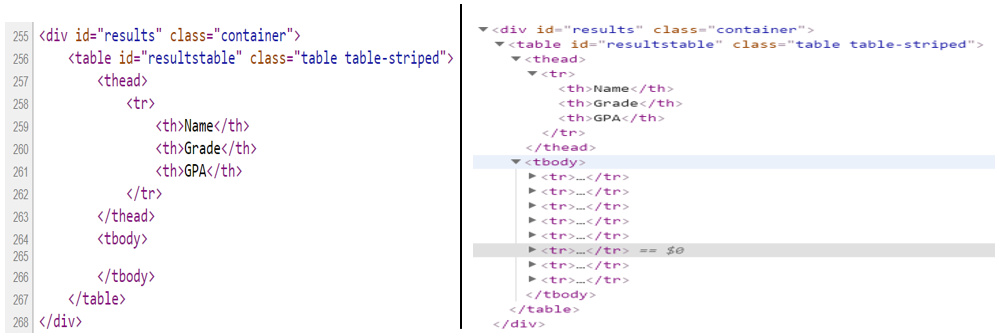 255 <div id="results" class="container">
256 <table id="resultstable" class="table table-striped">
257 <thead>
258 <tr>
259 <th>Name</th>
260 <th>Grade</th>
261 <th>GPA</th>
262 </tr>
263 </thead>
264 <tbody>
265
266 </tbody>
267 </table>
268 </div>
▼<div id="results" class="container">
▼<table id="resultstable" class="table table-striped">
▼<thead>
▼<tr>
<th>Name</th>
<th>Grade</th>
<th>GPA</th>
</tr>
</thead>
▼<tbody>
▶<tr>…</tr>
▶<tr>…</tr>
▶<tr>…</tr>
▶<tr>…</tr>
▶<tr>…</tr>
▶<tr>…</tr> == $0
▶<tr>…</tr>
▶<tr>…</tr>
</tbody>
</table>
</div>